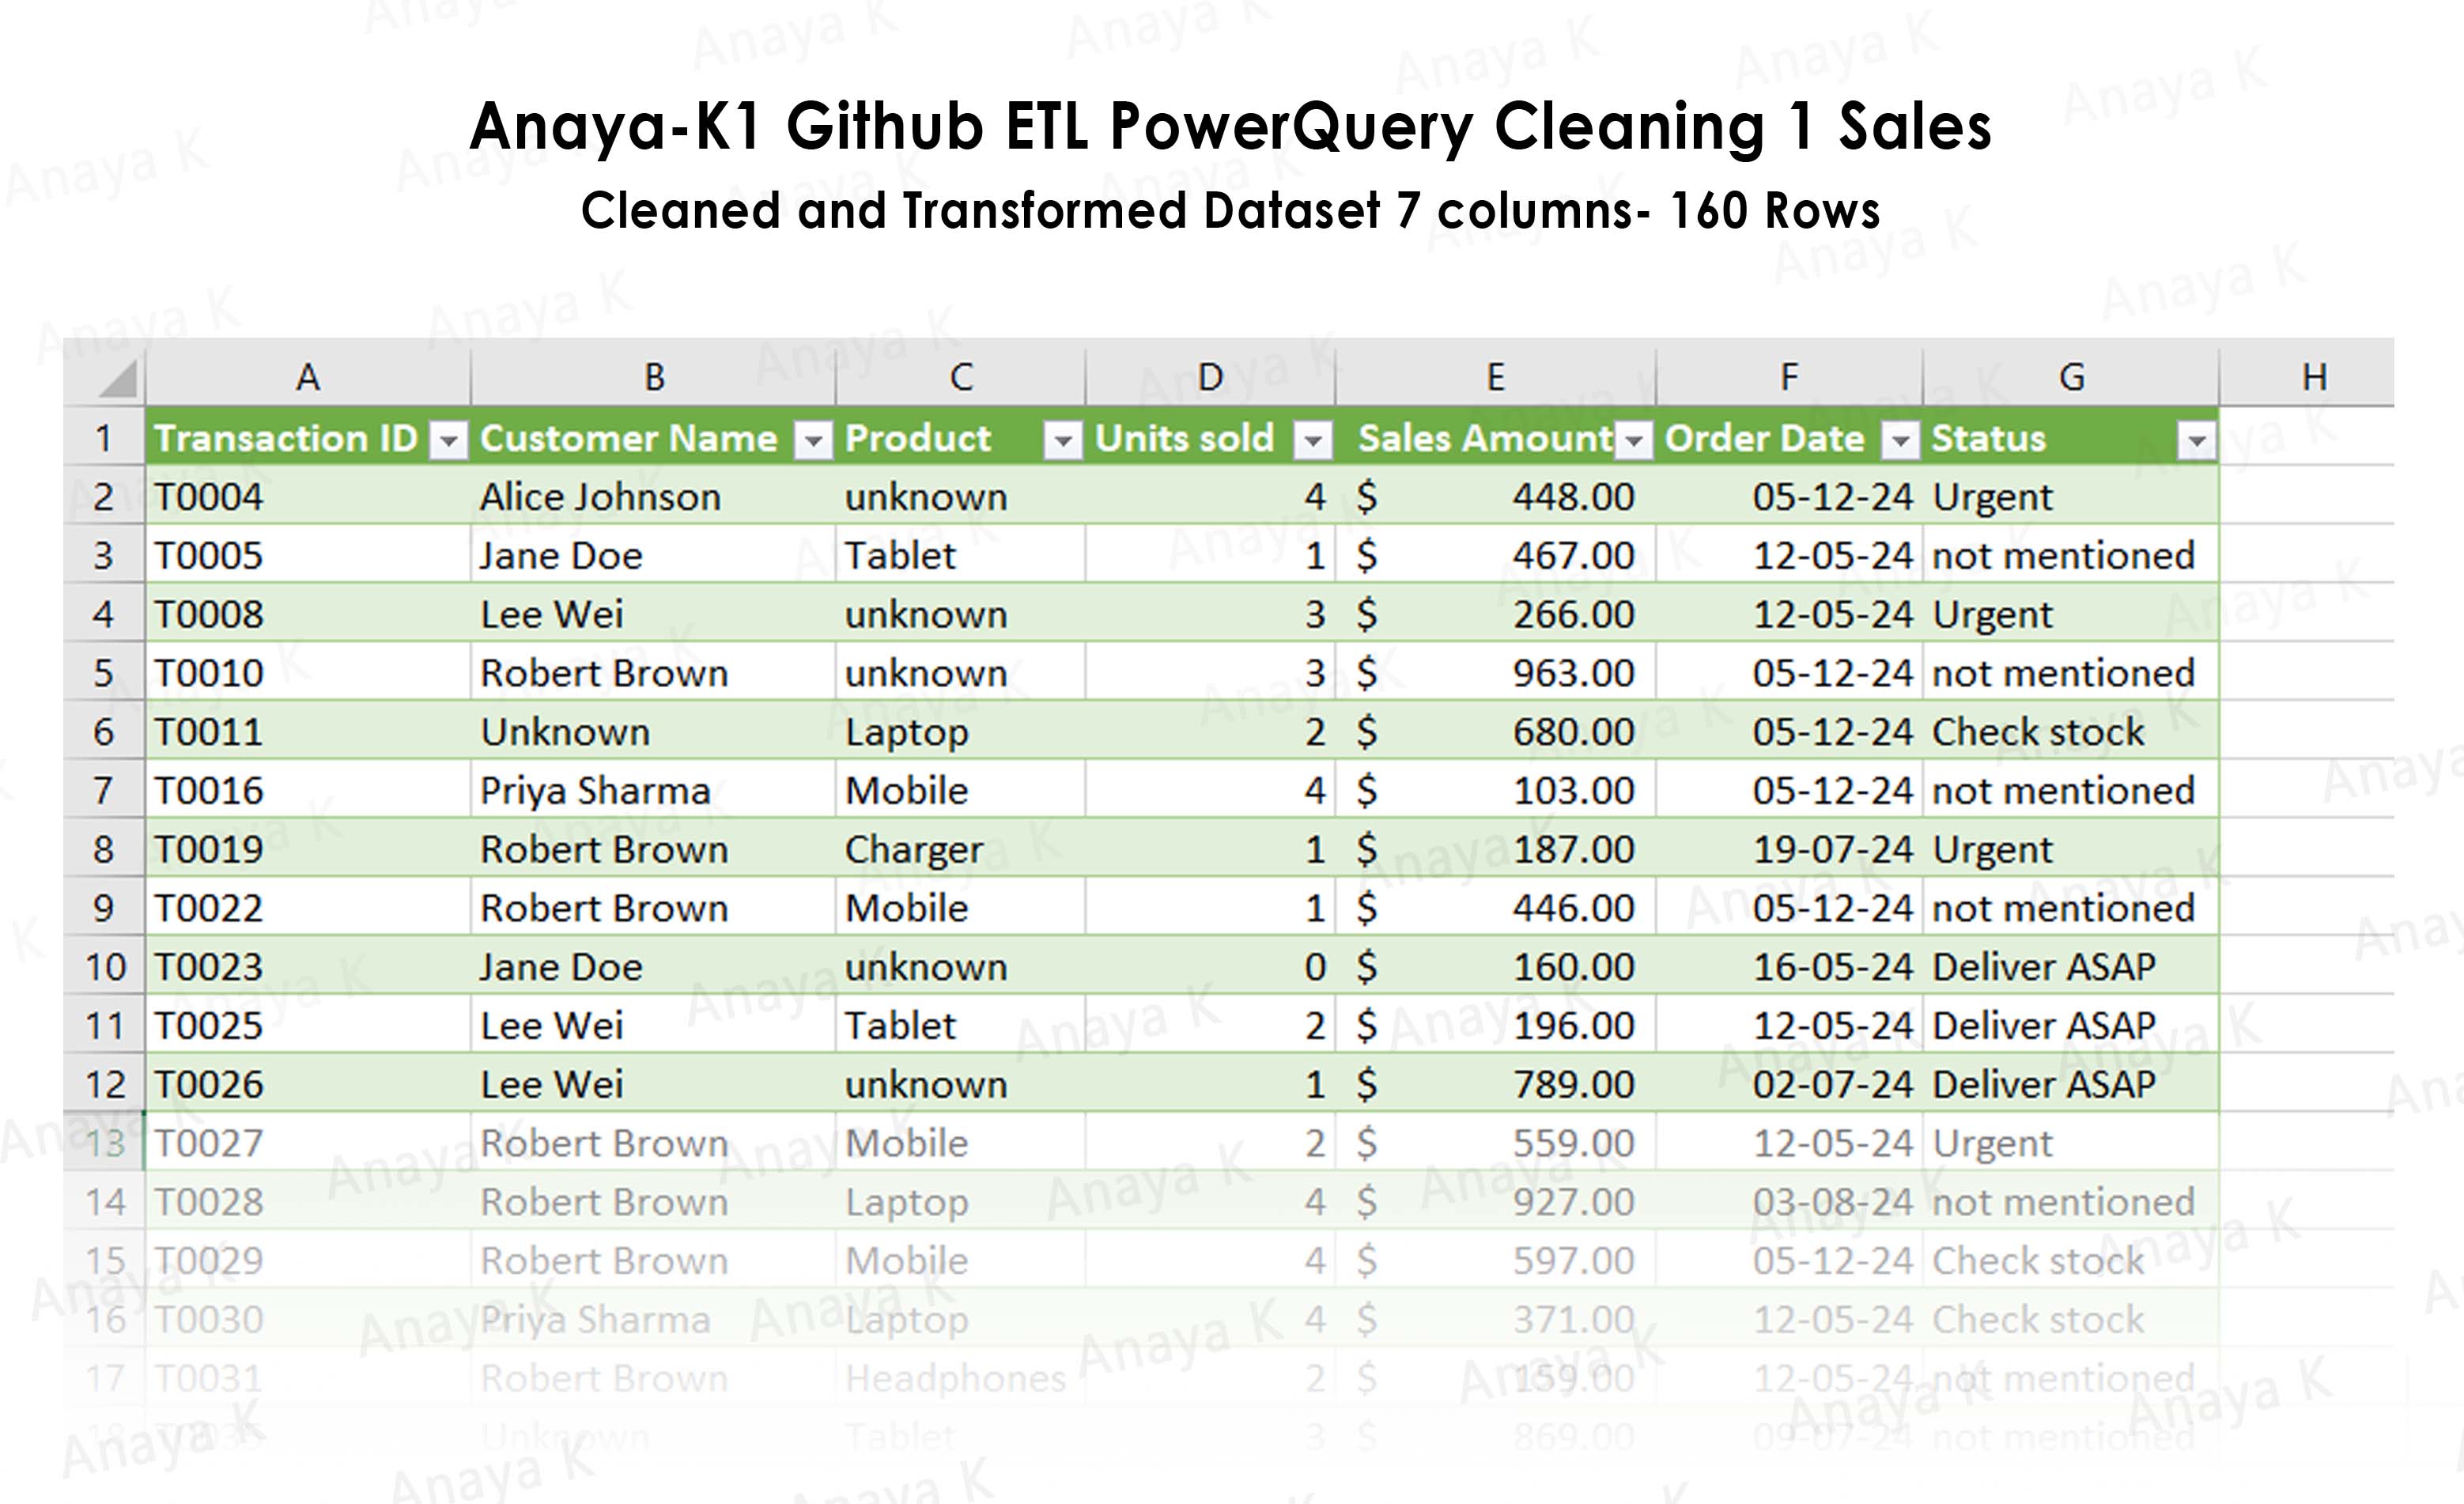 Anaya-K1 Github ETL PowerQuery Cleaning 1 Sales
Cleaned and Transformed Dataset 7 columns- 160 Rows
A B C D E F G H
1 Transaction ID Customer Name Product Units sold Sales Amount Order Date Status
2 T0004 Alice Johnson unknown 4 $ 448.00 05-12-24 Urgent
3 T0005 Jane Doe Tablet 1 $ 467.00 12-05-24 not mentioned
4 T0008 Lee Wei unknown 3 $ 266.00 12-05-24 Urgent
5 T0010 Robert Brown unknown 3 $ 963.00 05-12-24 not mentioned
6 T0011 Unknown Laptop 2 $ 680.00 05-12-24 Check stock
7 T0016 Priya Sharma Mobile 4 $ 103.00 05-12-24 not mentioned
8 T0019 Robert Brown Charger 1 $ 187.00 19-07-24 Urgent
9 T0022 Robert Brown Mobile 1 $ 446.00 05-12-24 not mentioned
10 T0023 Jane Doe unknown 0 $ 160.00 16-05-24 Deliver ASAP
11 T0025 Lee Wei Tablet 2 $ 196.00 12-05-24 Deliver ASAP
12 T0026 Lee Wei unknown 1 $ 789.00 02-07-24 Deliver ASAP
13 T0027 Robert Brown Mobile 2 $ 559.00 12-05-24 Urgent
14 T0028 Robert Brown Laptop 4 $ 927.00 03-08-24 not mentioned
15 T0029 Robert Brown Mobile 4 $ 597.00 05-12-24 Check stock
16 T0030 Priya Sharma Laptop 4 $ 371.00 12-05-24 Check stock
17 T0031 Robert Brown Headphones 2 $ 159.00 12-05-24 not mentioned
18 Unknown Tablet 3 $ 869.00 09-07-24 not mentioned
Anaya K